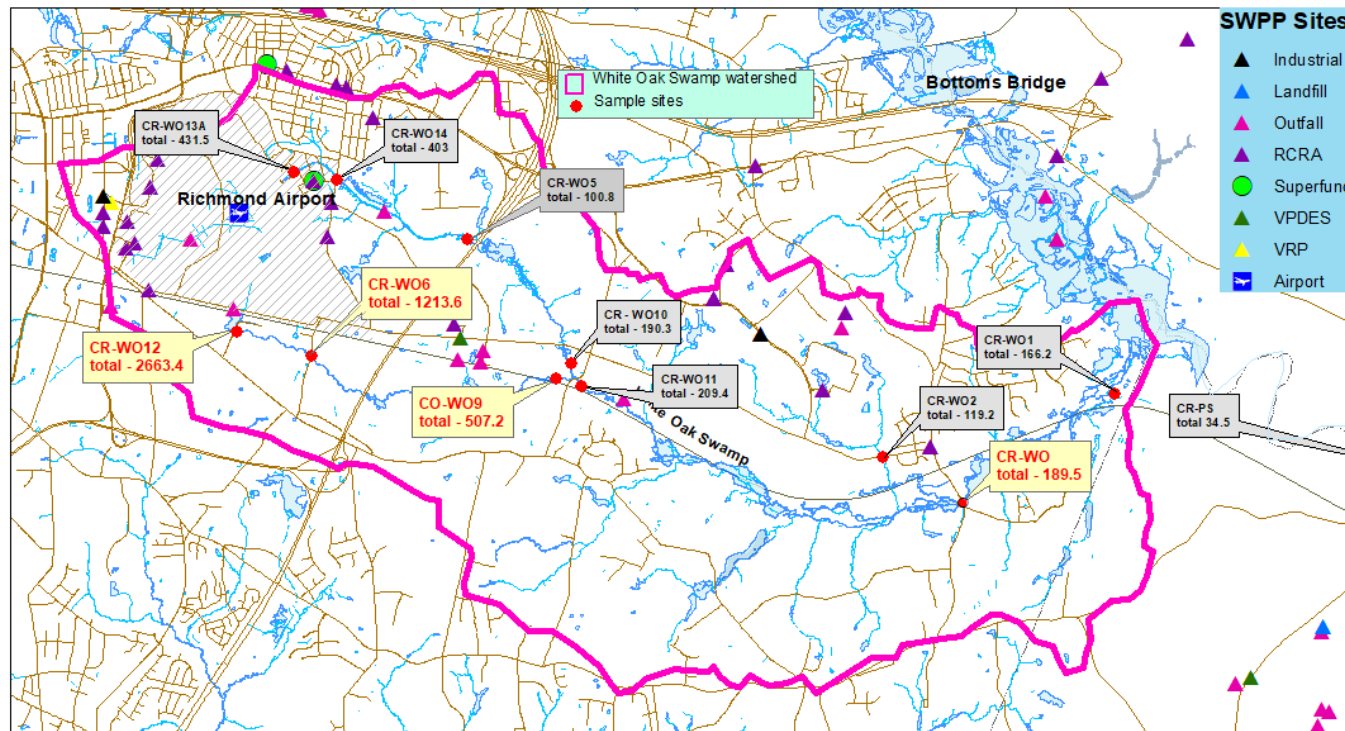 SWPP Sites
Industrial
Landfill
Outfall
RCRA
Superfund
VPDES
VRP
Airport
White Oak Swamp watershed
Sample sites
Bottoms Bridge
CR-WO13A
total - 431.5
CR-WO14
total - 403
Richmond Airport
CR-WO5
total - 100.8
CR-WO6
total - 1213.6
CR-WO12
total - 2663.4
CR - WO10
total - 190.3
CO-WO9
total - 507.2
CR-WO11
total - 209.4
White Oak Swamp
CR-WO1
total - 166.2
CR-WO2
total - 119.2
CR-PS
total 34.5
CR-WO
total - 189.5